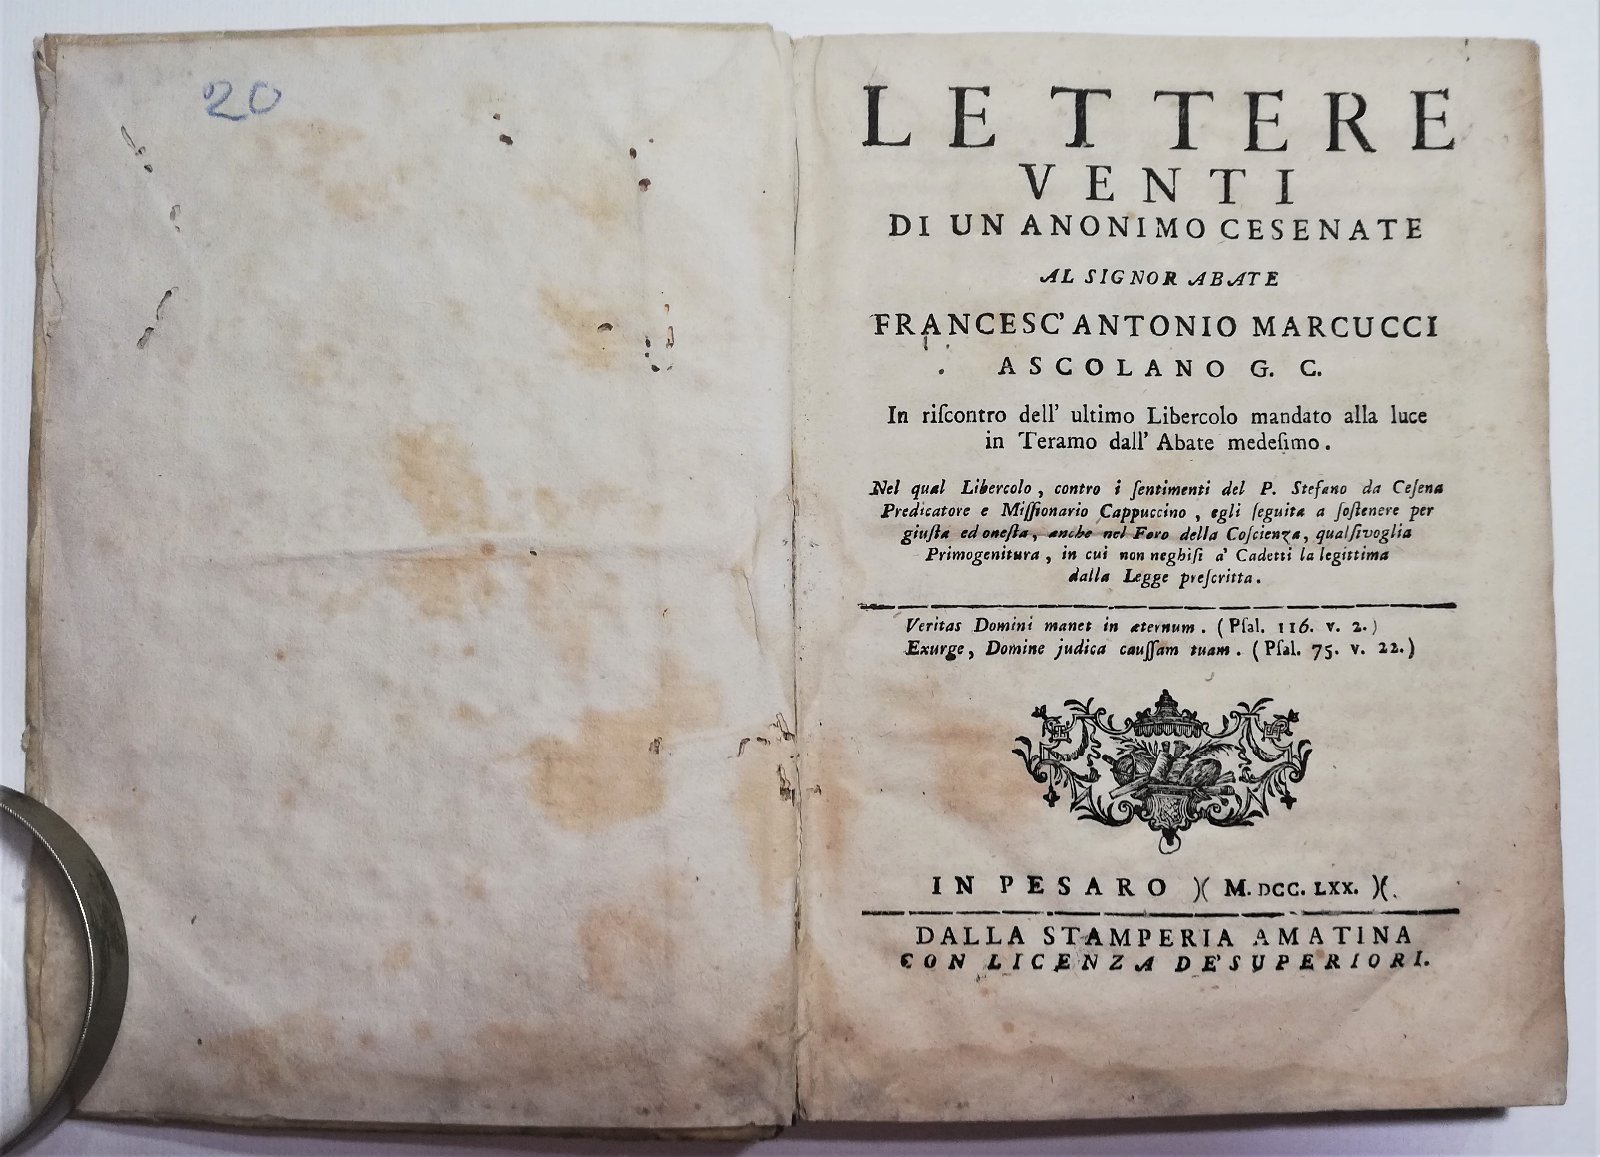 20
LETTERE
VENTI
DI UN ANONIMO CESENATE
AL SIGNOR ABATE
FRANCESC' ANTONIO MARCUCCI
ASCOLANO G. C.
In riſcontro dell' ultimo Libercolo mandato alla luce
in Teramo dall' Abate medeſimo.
Nel qual Libercolo, contro i ſentimenti del P. Stefano da Ceſena
Predicatore e Miſſionario Cappuccino, egli ſeguita a ſoſtenere per
giuſta ed oneſta, anche nel Foro della Coſcienza, qualſivoglia
Primogenitura, in cui non neghiſi a' Cadetti la legittima
dalla Legge preſcritta.
Veritas Domini manet in æternum. (Pſal. 116. v. 2.)
Exurge, Domine judica cauſſam tuam. (Pſal. 75. v. 22.)
IN PESARO )( M. DCC. LXX. )(.
DALLA STAMPERIA AMATINA
CON LICENZA DE' SUPERIORI.